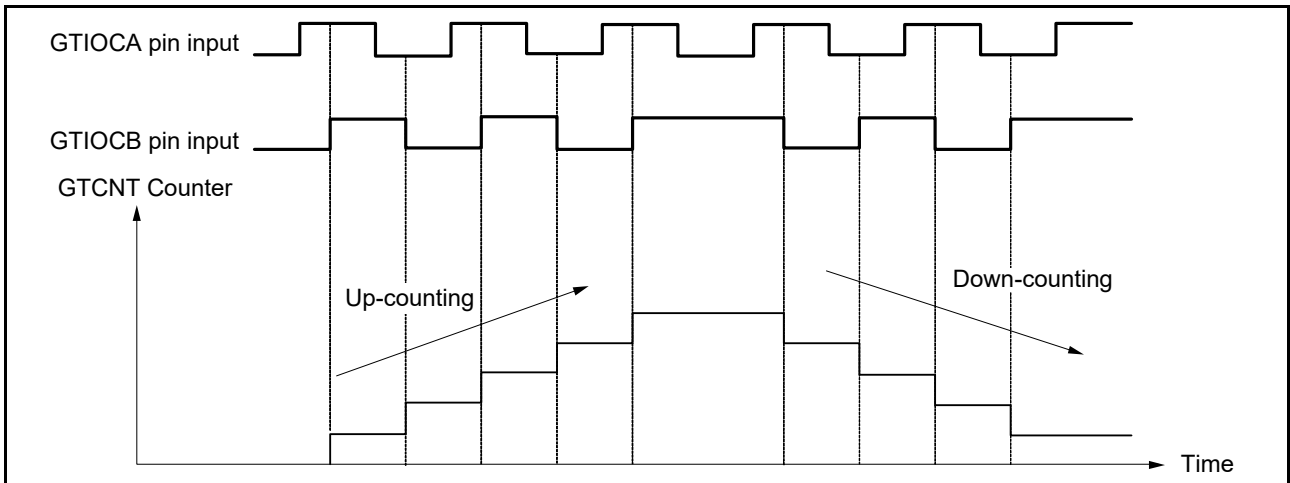 GTIOCA pin input
GTIOCB pin input
GTCNT Counter
Up-counting
Down-counting
Time